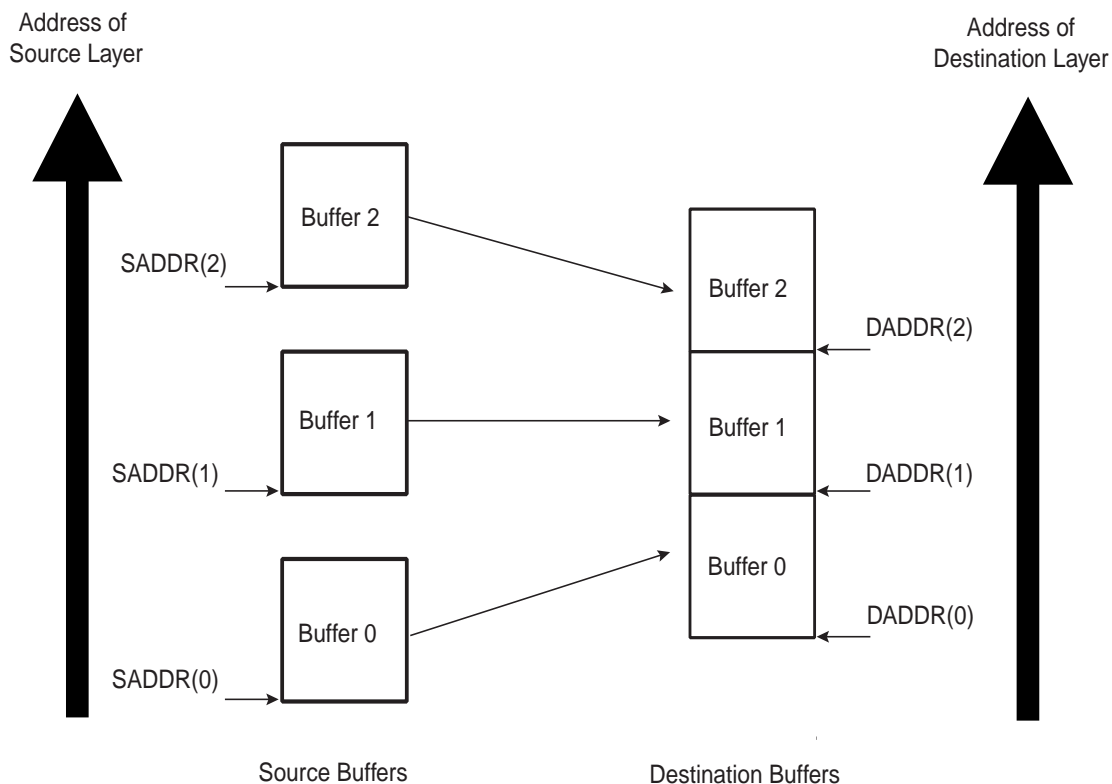 Address of
Source Layer
Address of
Destination Layer
Buffer 2
SADDR(2)
Buffer 2
DADDR(2)
Buffer 1
Buffer 1
SADDR(1)
DADDR(1)
Buffer 0
Buffer 0
DADDR(0)
SADDR(0)
Source Buffers
Destination Buffers